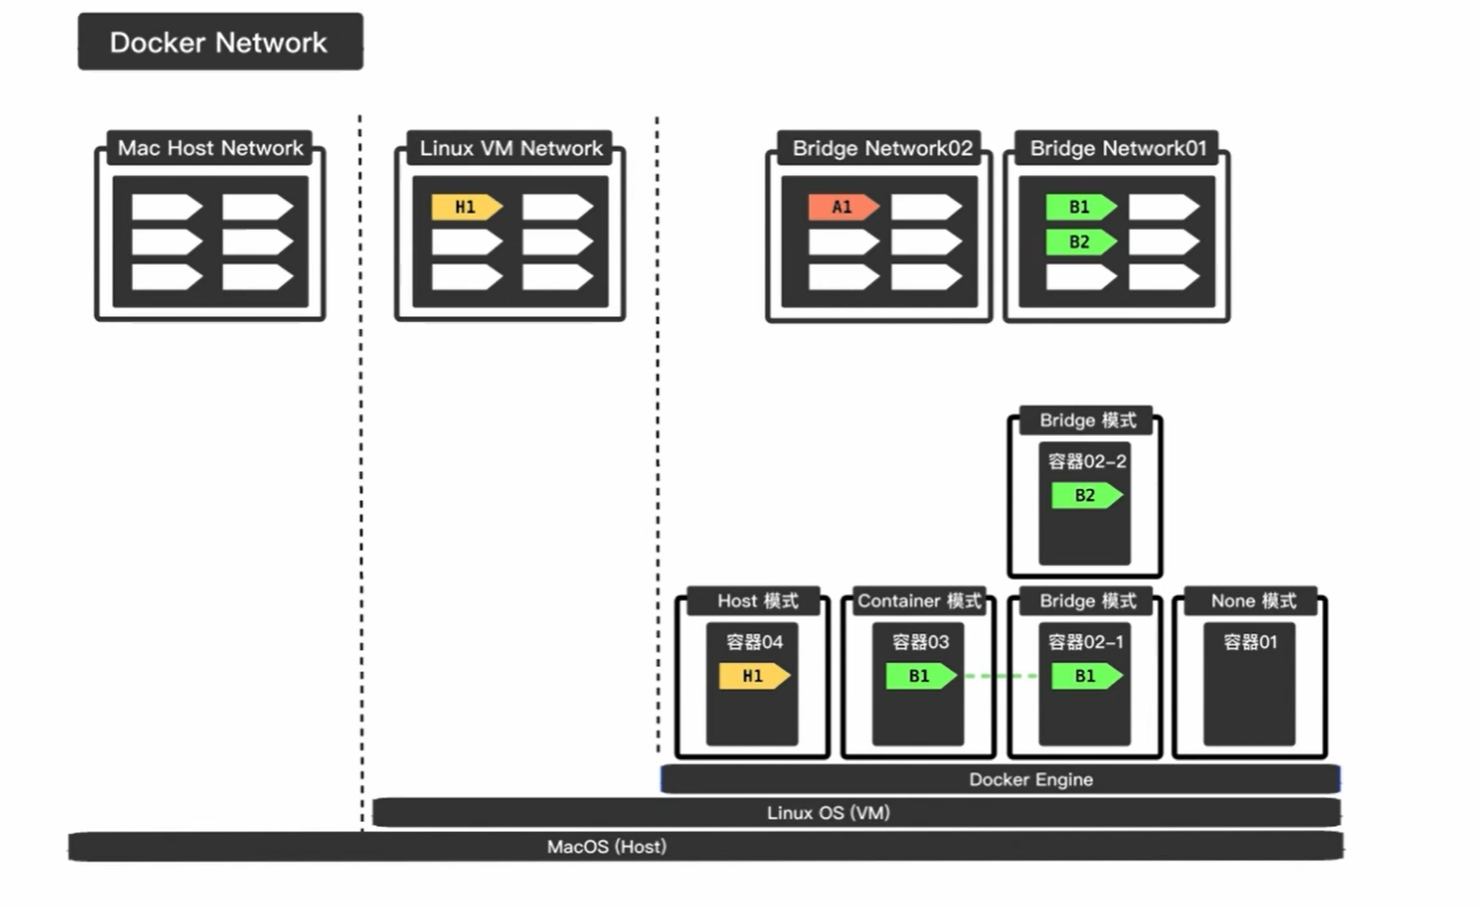 Docker Network
Mac Host Network
Linux VM Network
H1
Bridge Network02
A1
Bridge Network01
B1
B2
Bridge 模式
容器02-2
B2
Host 模式
容器04
H1
Container 模式
容器03
B1
Bridge 模式
容器02-1
B1
None 模式
容器01
Docker Engine
Linux OS (VM)
MacOS (Host)